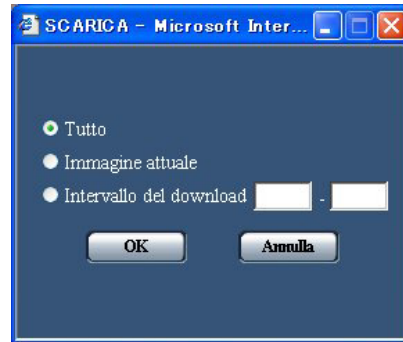 SCARICA - Microsoft Inter...
Tutto
Immagine attuale
Intervallo del download -
OK Annulla